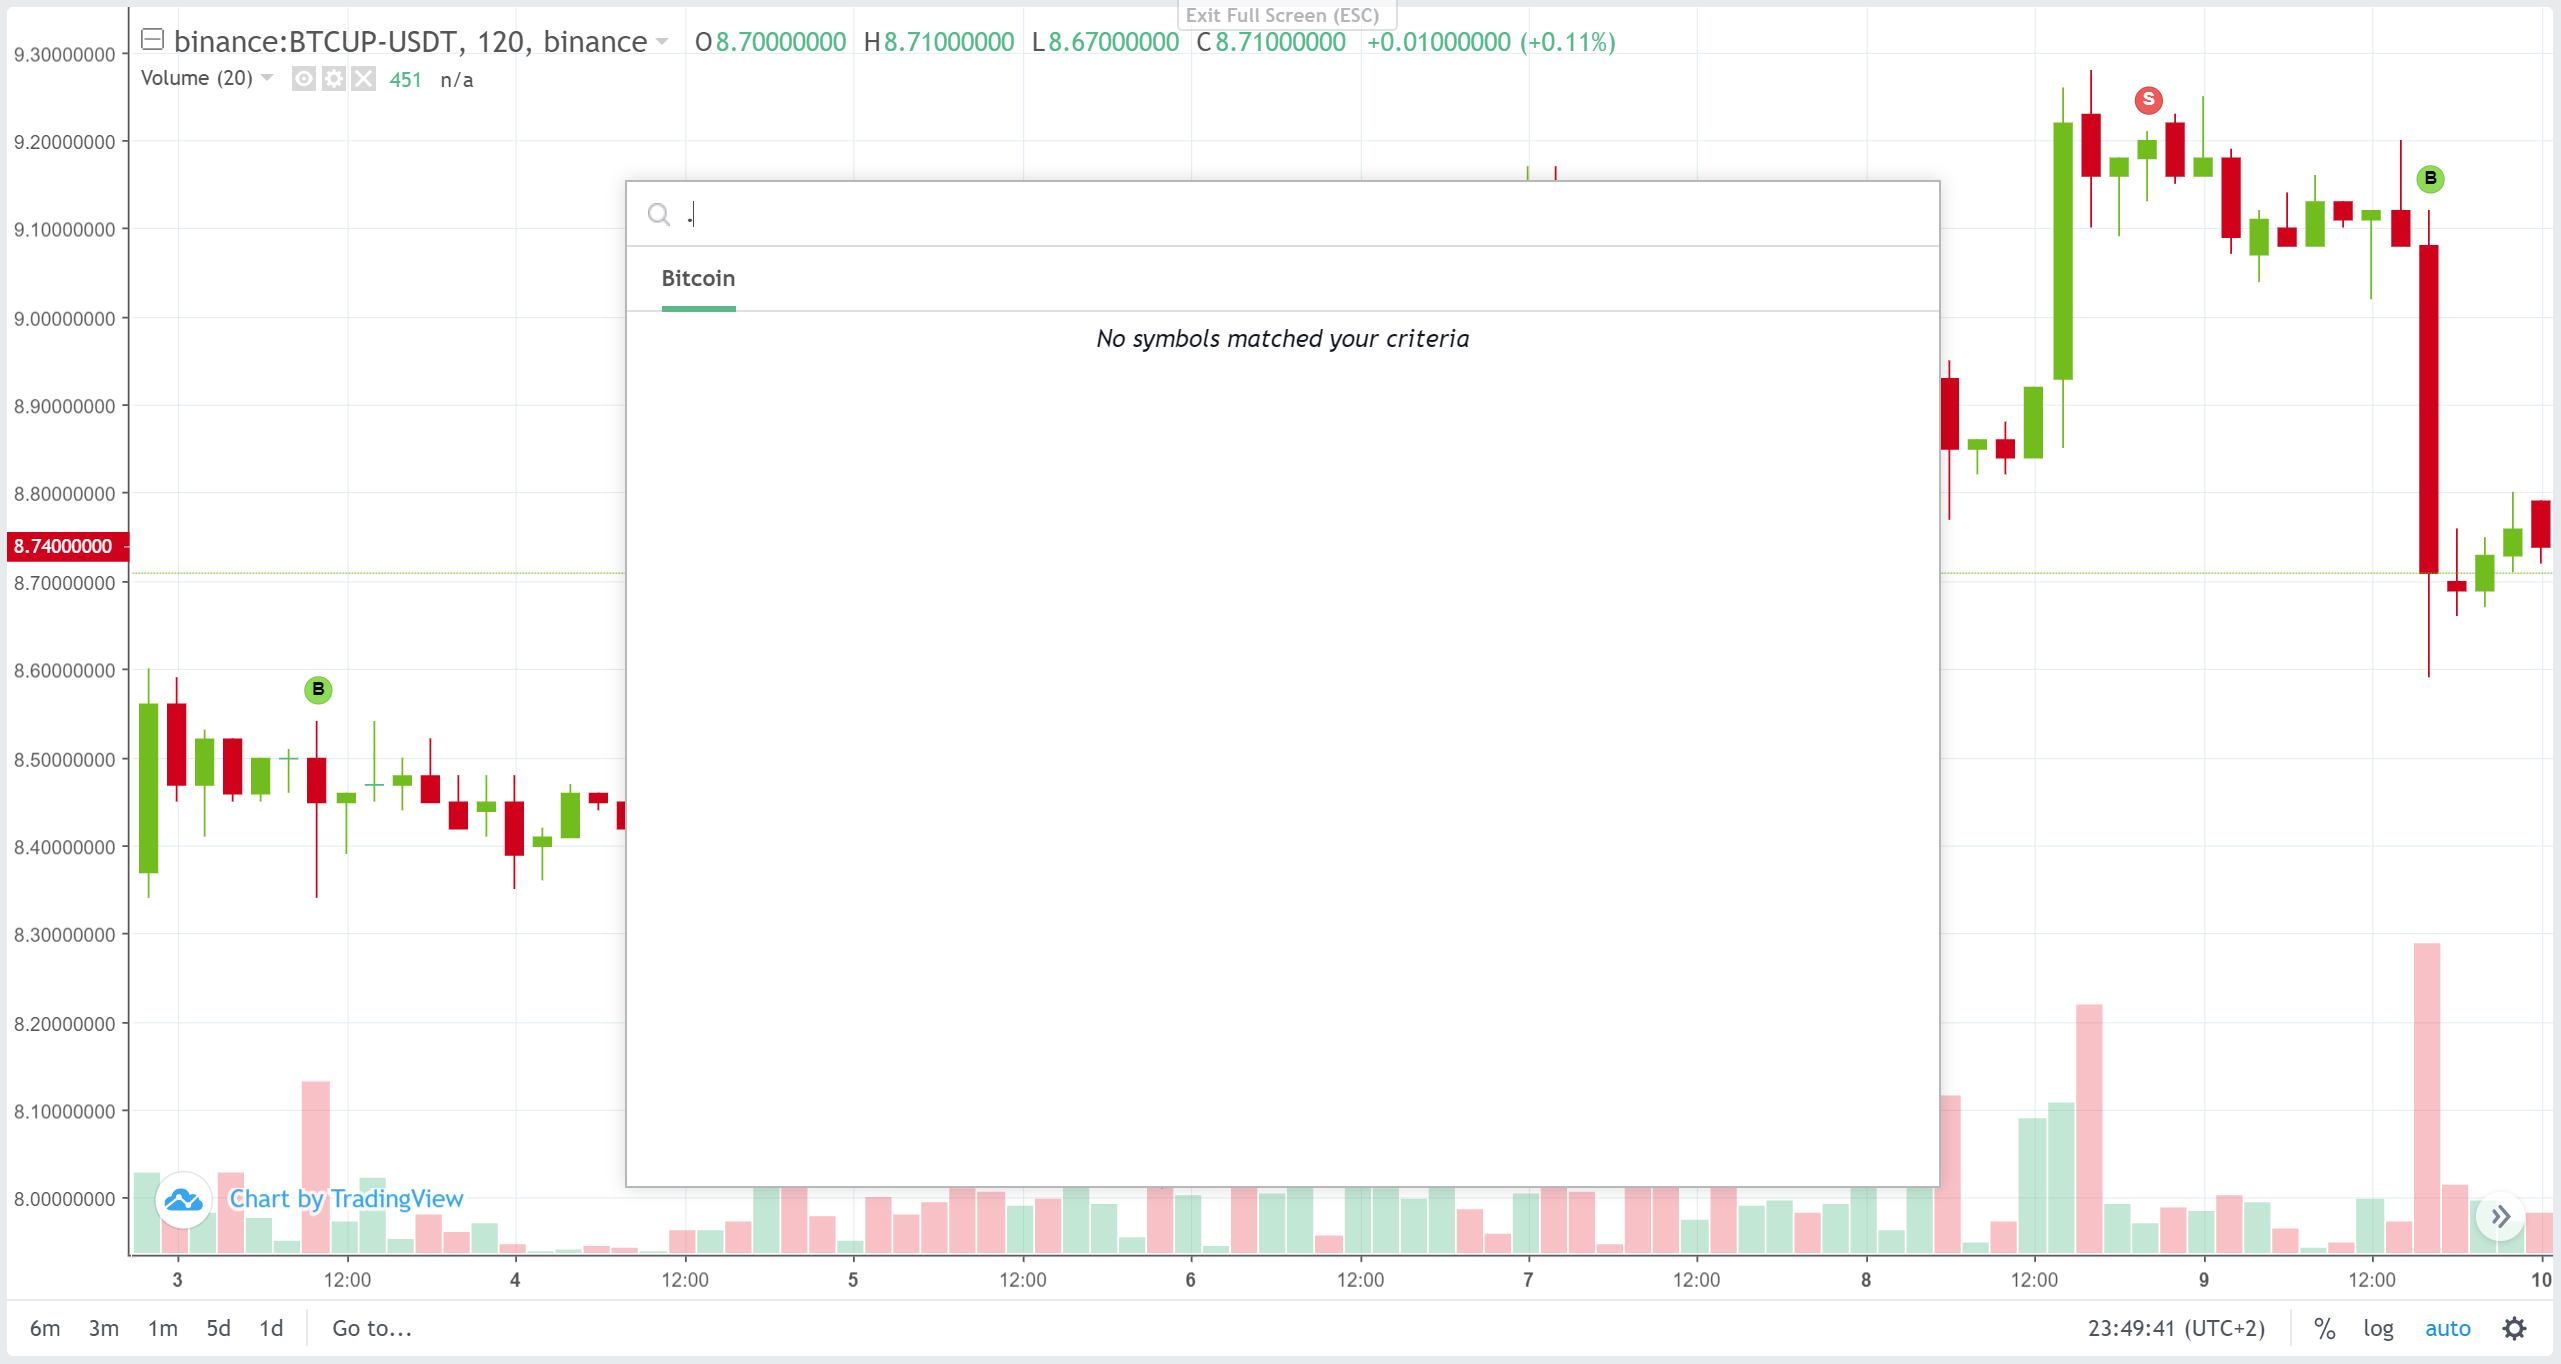 Exit Full Screen (ESC)
binance:BTCUP-USDT, 120, binance O8.70000000 H8.71000000 L8.67000000 C8.71000000 +0.01000000 (+0.11%)
Volume (20) 451 n/a
9.30000000
9.20000000
9.10000000
9.00000000
8.90000000
8.80000000
8.74000000
8.70000000
8.60000000
8.50000000
8.40000000
8.30000000
8.20000000
8.10000000
8.00000000
S
B
B
.
Bitcoin
No symbols matched your criteria
Chart by TradingView
3 12:00 4 12:00 5 12:00 6 12:00 7 12:00 8 12:00 9 12:00 10
6m 3m 1m 5d 1d Go to... 23:49:41 (UTC+2) % log auto